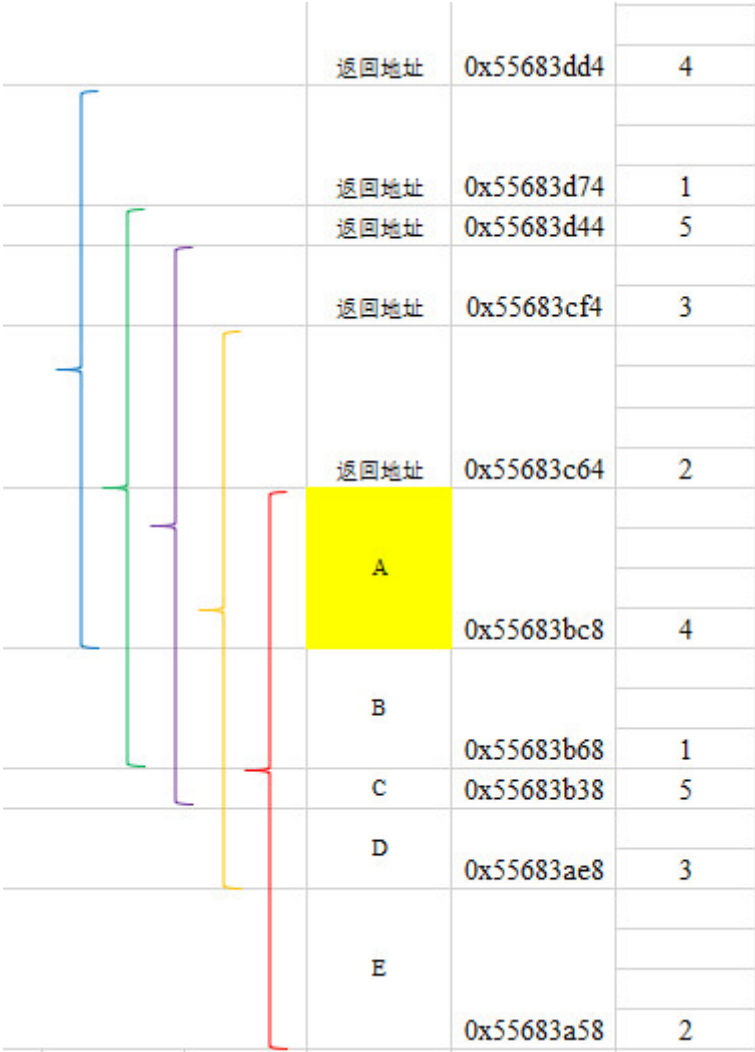 返回地址 0x55683dd4 4
返回地址 0x55683d74 1
返回地址 0x55683d44 5
返回地址 0x55683cf4 3
返回地址 0x55683c64 2
A
0x55683bc8 4
B
0x55683b68 1
C 0x55683b38 5
D
0x55683ae8 3
E
0x55683a58 2